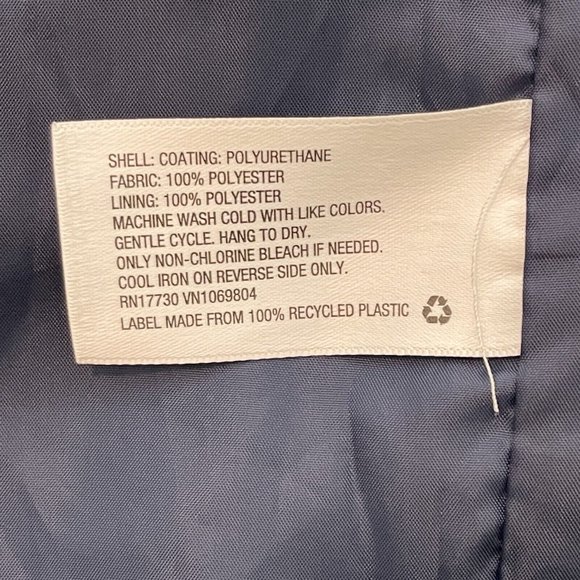 SHELL: COATING: POLYURETHANE
FABRIC: 100% POLYESTER
LINING: 100% POLYESTER
MACHINE WASH COLD WITH LIKE COLORS.
GENTLE CYCLE. HANG TO DRY.
ONLY NON-CHLORINE BLEACH IF NEEDED.
COOL IRON ON REVERSE SIDE ONLY.
RN17730 VN1069804
LABEL MADE FROM 100% RECYCLED PLASTIC